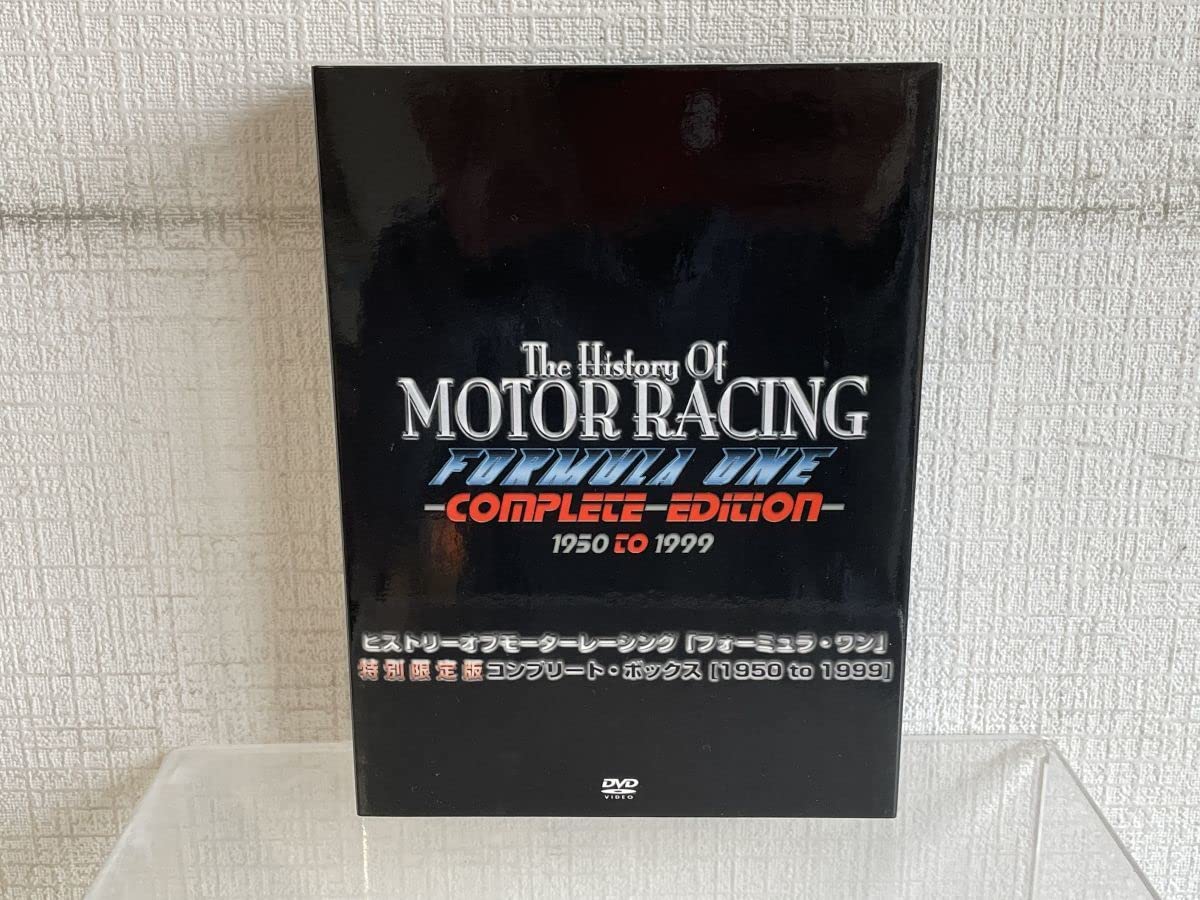 The History Of
MOTOR RACING
FORMULA ONE
COMPLETE EDITION
1950 TO 1999
ヒストリーオブモーターレーシング「フォーミュラ・ワン」
特別限定版コンプリート・ボックス [1950 to 1999]
DVD
VIDEO